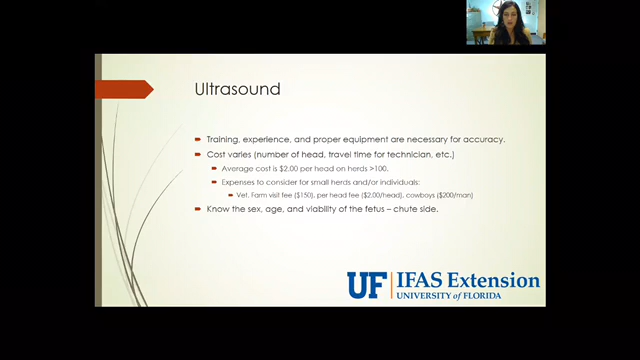 Ultrasound
Training, experience, and proper equipment are necessary for accuracy.
Cost varies (number of head, travel time for technician, etc.)
Average cost is $2.00 per head on herds >100.
Expenses to consider for small herds and/or individuals:
Vet. Farm visit fee ($150), per head fee ($2.00/head), cowboys ($200/man)
Know the sex, age, and viability of the fetus – chute side.
UF IFAS Extension
UNIVERSITY of FLORIDA